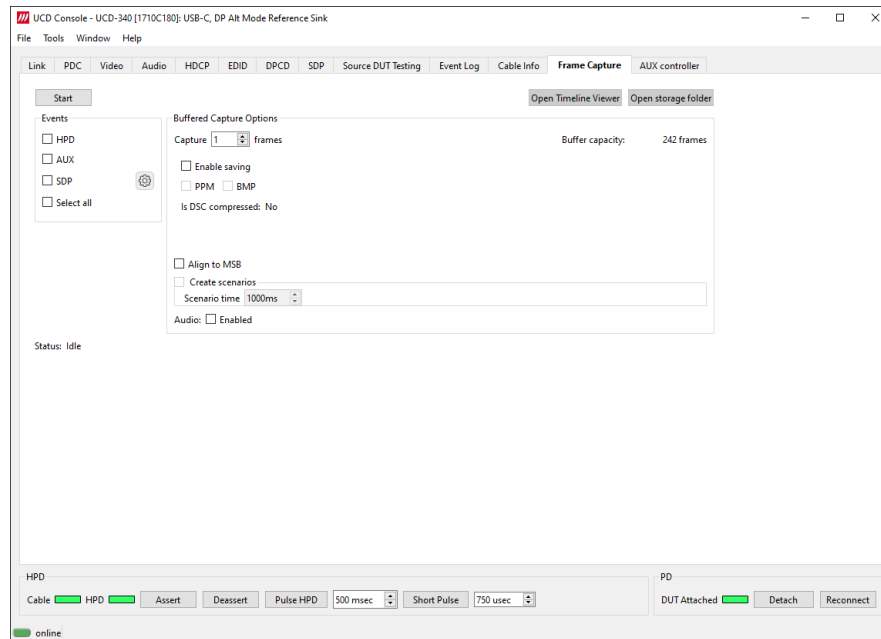 UCD Console - UCD-340 [1710C180]: USB-C, DP Alt Mode Reference Sink
File Tools Window Help
Link PDC Video Audio HDCP EDID DPCD SDP Source DUT Testing Event Log Cable Info Frame Capture AUX controller
Start Open Timeline Viewer Open storage folder
Events Buffered Capture Options
HPD Capture 1 frames Buffer capacity: 242 frames
AUX Enable saving
SDP PPM BMP
Select all Is DSC compressed: No
Align to MSB
Create scenarios
Scenario time 1000ms
Audio: Enabled
Status: Idle
HPD PD
Cable HPD Assert Deassert Pulse HPD 500 msec Short Pulse 750 usec DUT Attached Detach Reconnect
online